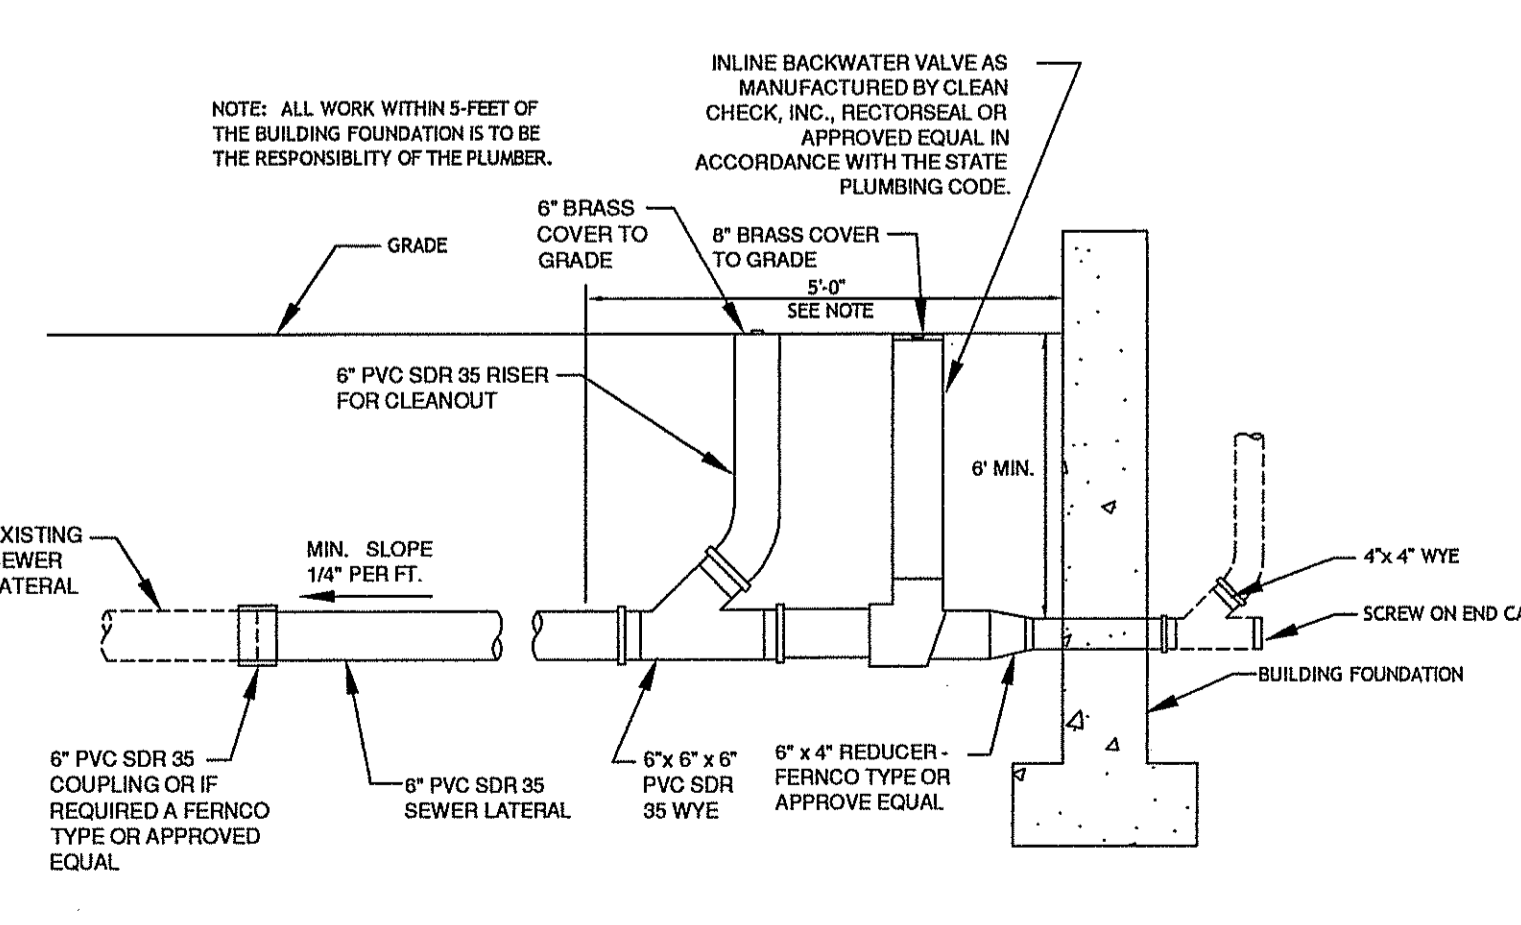 INLINE BACKWATER VALVE AS
MANUFACTURED BY CLEAN
CHECK, INC., RECTORSEAL OR
APPROVED EQUAL IN
ACCORDANCE WITH THE STATE
PLUMBING CODE.
NOTE: ALL WORK WITHIN 5-FEET OF
THE BUILDING FOUNDATION IS TO BE
THE RESPONSIBLITY OF THE PLUMBER.
6" BRASS
COVER TO
GRADE
8" BRASS COVER
TO GRADE
GRADE
5'-0"
SEE NOTE
6" PVC SDR 35 RISER
FOR CLEANOUT
6' MIN.
XISTING
EWER
ATERAL
MIN. SLOPE
1/4" PER FT.
4"x 4" WYE
SCREW ON END CA
BUILDING FOUNDATION
6" PVC SDR 35
COUPLING OR IF
REQUIRED A FERNCO
TYPE OR APPROVED
EQUAL
6" PVC SDR 35
SEWER LATERAL
6"x 6" x 6"
PVC SDR
35 WYE
6" x 4" REDUCER -
FERNCO TYPE OR
APPROVE EQUAL